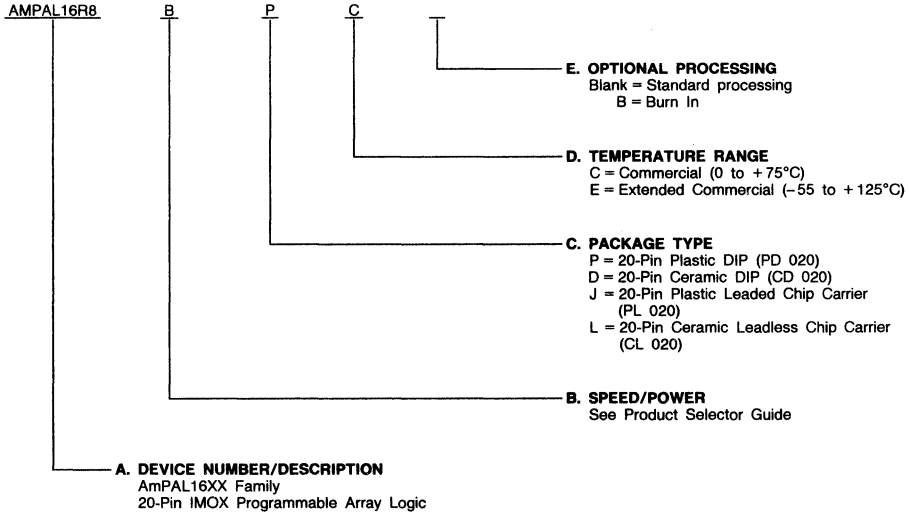 AMPAL16R8 B P C
E. OPTIONAL PROCESSING
Blank = Standard processing
B = Burn In
D. TEMPERATURE RANGE
C = Commercial (0 to +75°C)
E = Extended Commercial (-55 to +125°C)
C. PACKAGE TYPE
P = 20-Pin Plastic DIP (PD 020)
D = 20-Pin Ceramic DIP (CD 020)
J = 20-Pin Plastic Leaded Chip Carrier
(PL 020)
L = 20-Pin Ceramic Leadless Chip Carrier
(CL 020)
B. SPEED/POWER
See Product Selector Guide
A. DEVICE NUMBER/DESCRIPTION
AmPAL16XX Family
20-Pin IMOX Programmable Array Logic